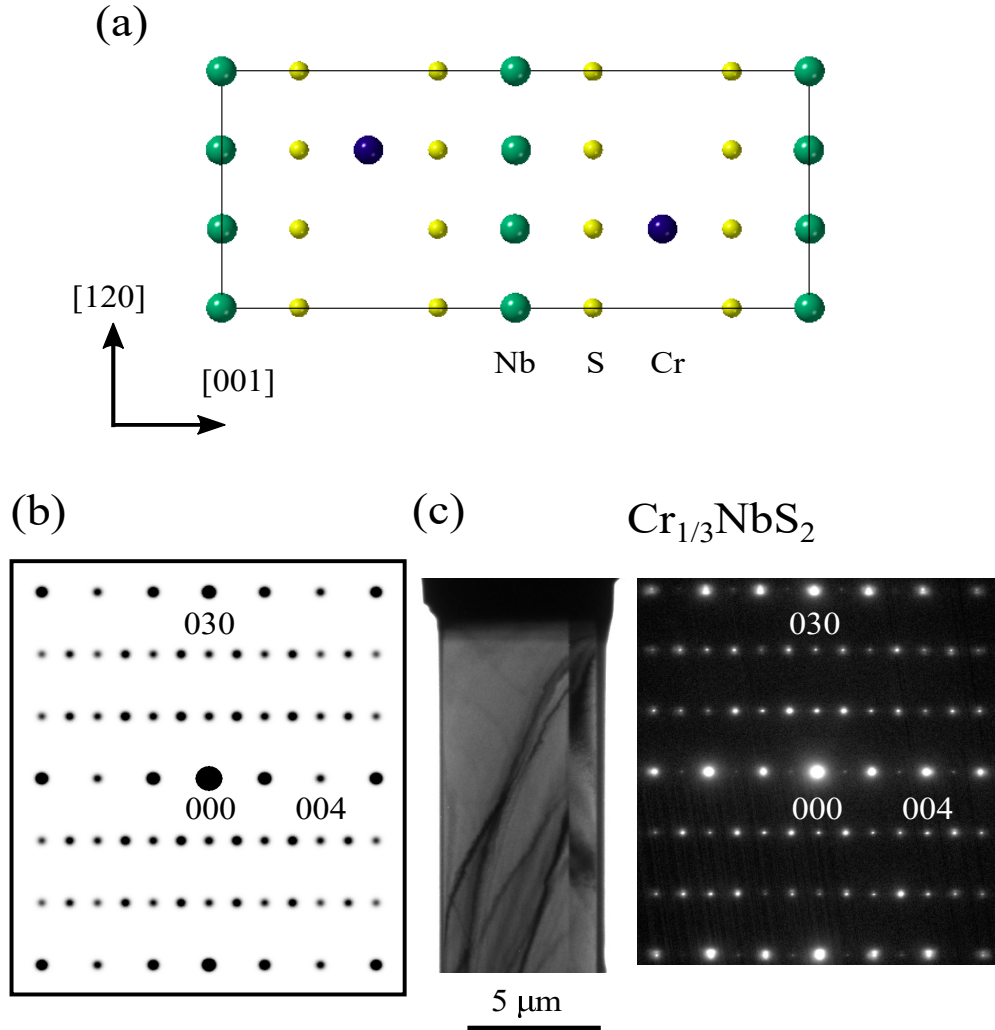 (a)
[120]
[001]
Nb S Cr
(b)
(c)
Cr1/3NbS2
030
000 004
030
000 004
5 μm